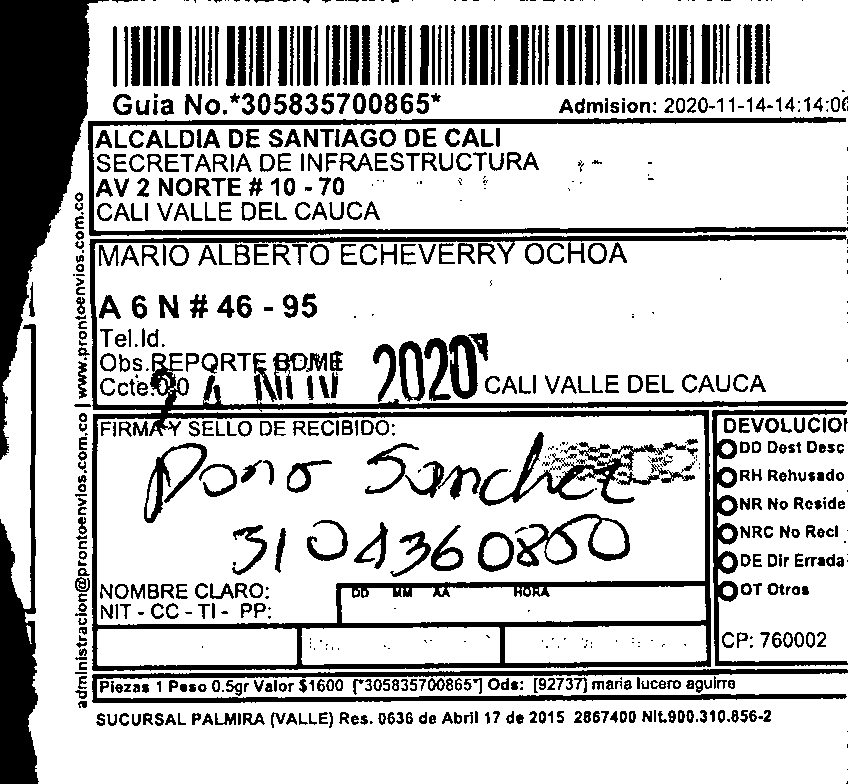 Guia No.*305835700865*
Admision: 2020-11-14-14:14:06
ALCALDIA DE SANTIAGO DE CALI
SECRETARIA DE INFRAESTRUCTURA
AV 2 NORTE # 10 - 70
CALI VALLE DEL CAUCA
www.prontoenvios.com.co
MARIO ALBERTO ECHEVERRY OCHOA
A 6 N # 46 - 95
Tel.Id.
Obs.REPORTE BDME
Ccte:0.0
2 4 NOV 2020
CALI VALLE DEL CAUCA
administracion@prontoenvios.com.co
FIRMA Y SELLO DE RECIBIDO:
Sanchez
3104360850
NOMBRE CLARO:
NIT - CC - TI - PP:
DD MM AA HORA
DEVOLUCION
DD Dest Desc
RH Rehusado
NR No Reside
NRC No Recl
DE Dir Errada
OT Otros
CP: 760002
Piezas 1 Peso 0.5gr Valor $1600 [*305835700865*] Ods: [92737] maria lucero aguirre
SUCURSAL PALMIRA (VALLE) Res. 0636 de Abril 17 de 2015 2867400 Nit.900.310.856-2